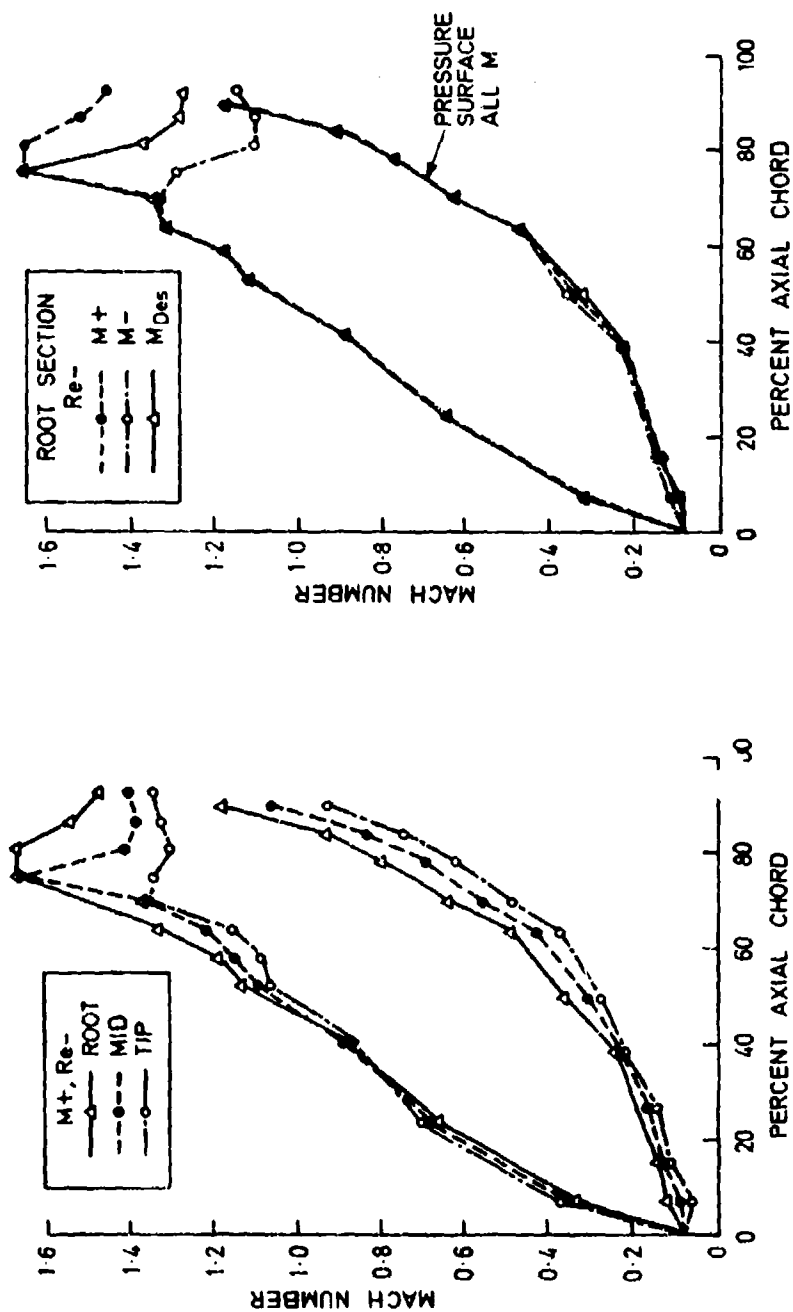 M+, Re-
ROOT
MID
TIP
MACH NUMBER
1·6
1·4
1·2
1·0
0·8
0·6
0·4
0·2
0
0
20
40
60
80
PERCENT AXIAL CHORD
ROOT SECTION
Re-
M+
M-
MDes
MACH NUMBER
1·6
1·4
1·2
1·0
0·8
0·6
0·4
0·2
0
0
20
40
60
80
100
PERCENT AXIAL CHORD
PRESSURE
SURFACE
ALL M